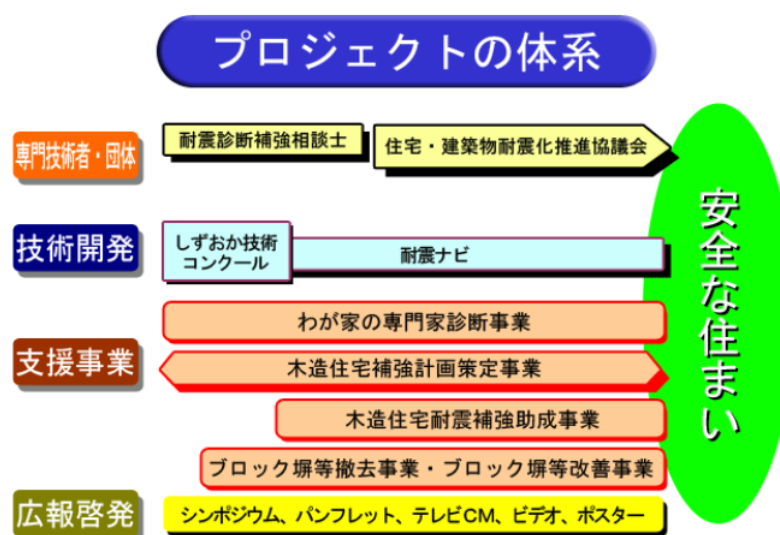 プロジェクトの体系
専門技術者・団体
耐震診断補強相談士
住宅・建築物耐震化推進協議会
技術開発
しずおか技術
コンクール
耐震ナビ
支援事業
わが家の専門家診断事業
木造住宅補強計画策定事業
木造住宅耐震補強助成事業
ブロック塀等撤去事業・ブロック塀等改善事業
広報啓発
シンポジウム、パンフレット、テレビCM、ビデオ、ポスター
安全な住まい